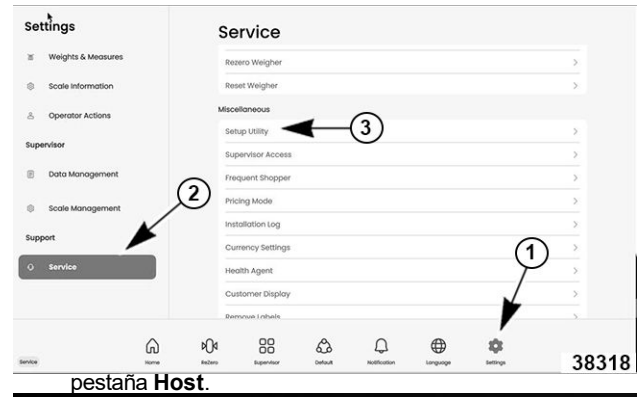 Settings
Weights & Measures
Scale Information
Operator Actions
Supervisor
Data Management
Scale Management
Support
Service
Service
Rezero Weigher
Reset Weigher
Miscellaneous
Setup Utility
Supervisor Access
Frequent Shopper
Pricing Mode
Installation Log
Currency Settings
Health Agent
Customer Display
Remove Labels
3
2
1
Service
Home
ReZero
Supervisor
Default
Notification
Language
Settings
38318
pestaña Host.